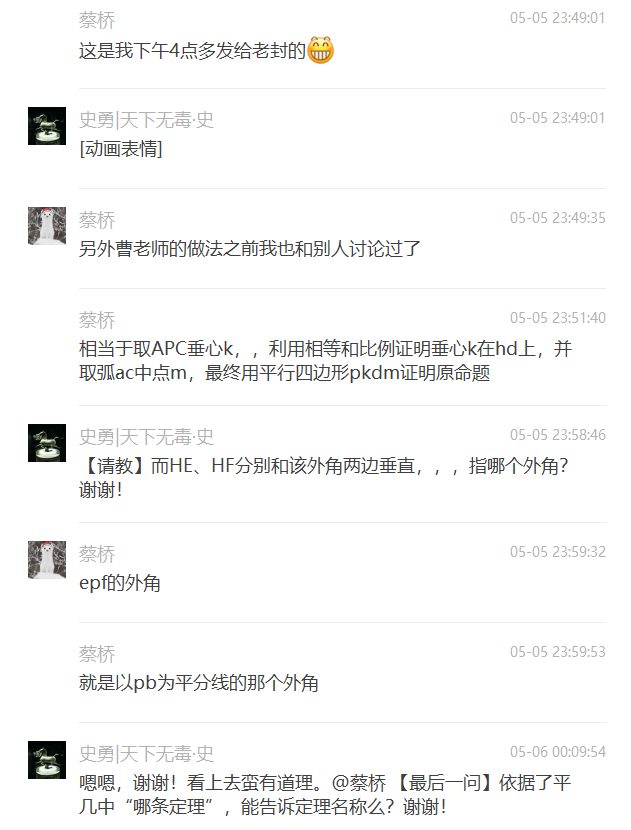 蔡桥 05-05 23:49:01
这是我下午4点多发给老封的😁
史勇|天下无毒·史 05-05 23:49:01
[动画表情]
蔡桥 05-05 23:49:35
另外曹老师的做法之前我也和别人讨论过了
蔡桥 05-05 23:51:40
相当于取APC垂心k，，利用相等和比例证明垂心k在hd上，并
取弧ac中点m，最终用平行四边形pkdm证明原命题
史勇|天下无毒·史 05-05 23:58:46
【请教】而HE、HF分别和该外角两边垂直，，，指哪个外角？
谢谢！
蔡桥 05-05 23:59:32
epf的外角
蔡桥 05-05 23:59:53
就是以pb为平分线的那个外角
史勇|天下无毒·史 05-06 00:09:54
嗯嗯，谢谢！看上去蛮有道理。@蔡桥 【最后一问】依据了平
几中“哪条定理”，能告诉定理名称么？谢谢！